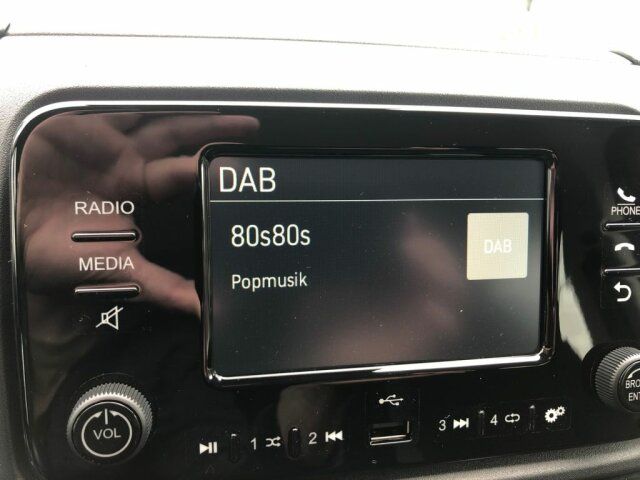 DAB
80s80s
DAB
Popmusik
RADIO
MEDIA
VOL
1
2
3
4
PHONE